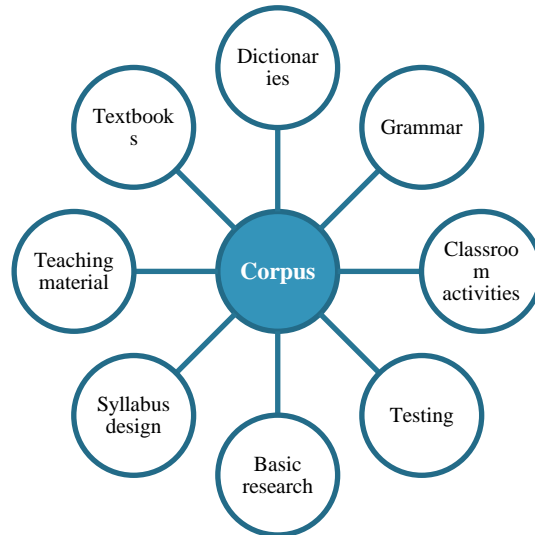 Dictionar
ies
Textbook
s
Grammar
Teaching
material
Corpus
Classroo
m
activities
Syllabus
design
Testing
Basic
research